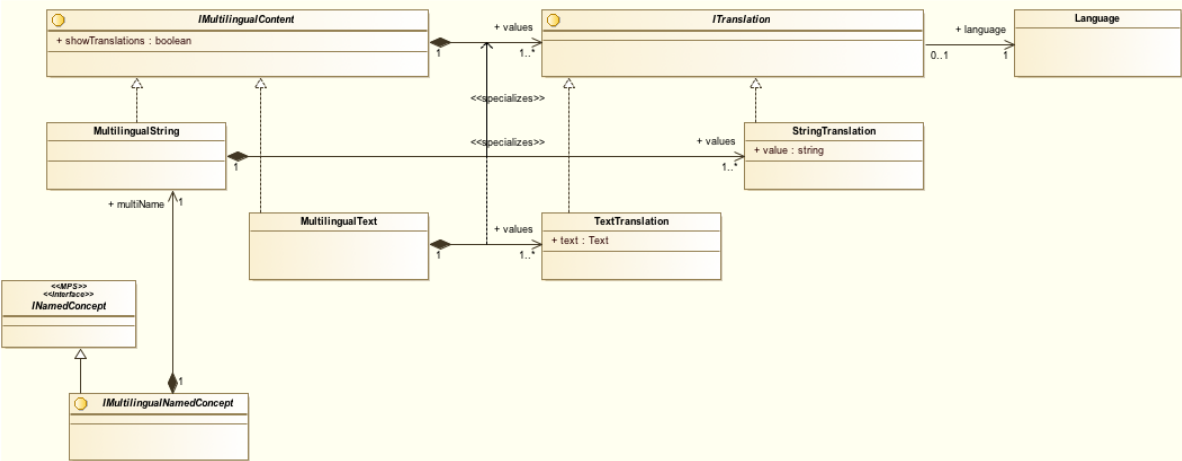 IMultilingualContent
+ showTranslations : boolean
1
+ values
1..*
ITranslation
0..1
+ language
1
Language
<<specializes>>
<<specializes>>
MultilingualString
1
+ values
1..*
StringTranslation
+ value : string
+ multiName
1
MultilingualText
1
+ values
1..*
TextTranslation
+ text : Text
<<MPS>>
<<Interface>>
INamedConcept
1
IMultilingualNamedConcept